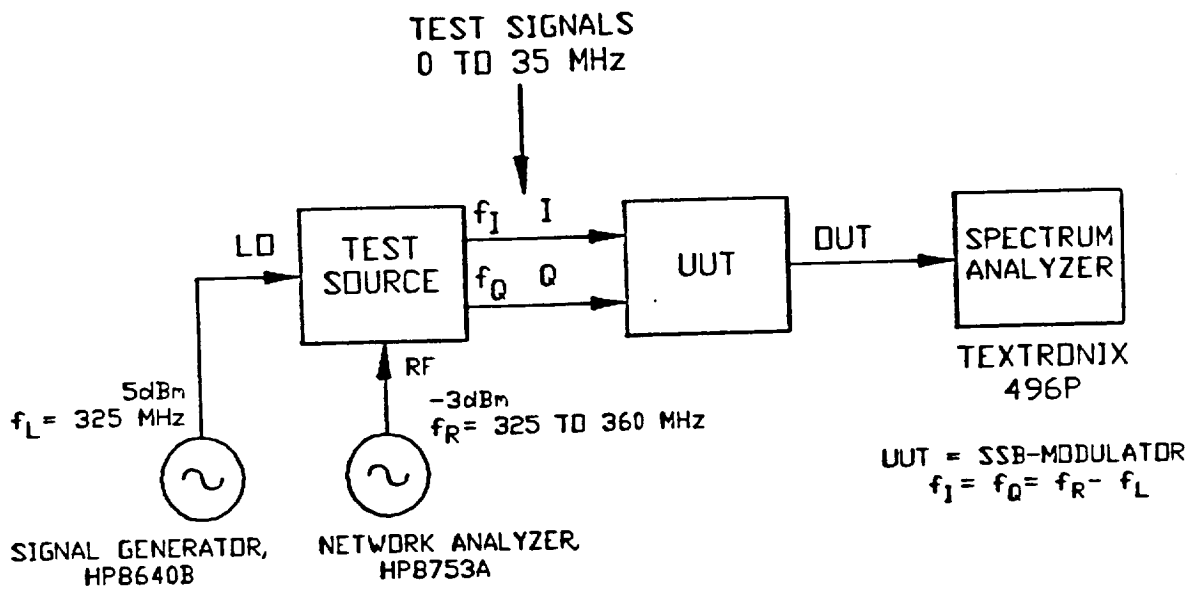 TEST SIGNALS
0 TO 35 MHz
LO
TEST
SOURCE
f_I I
f_Q Q
UUT
OUT
SPECTRUM
ANALYZER
TEXTRONIX
496P
RF
5dBm
f_L= 325 MHz
-3dBm
f_R= 325 TO 360 MHz
UUT = SSB-MODULATOR
f_I= f_Q= f_R- f_L
SIGNAL GENERATOR,
HP8640B
NETWORK ANALYZER,
HP8753A